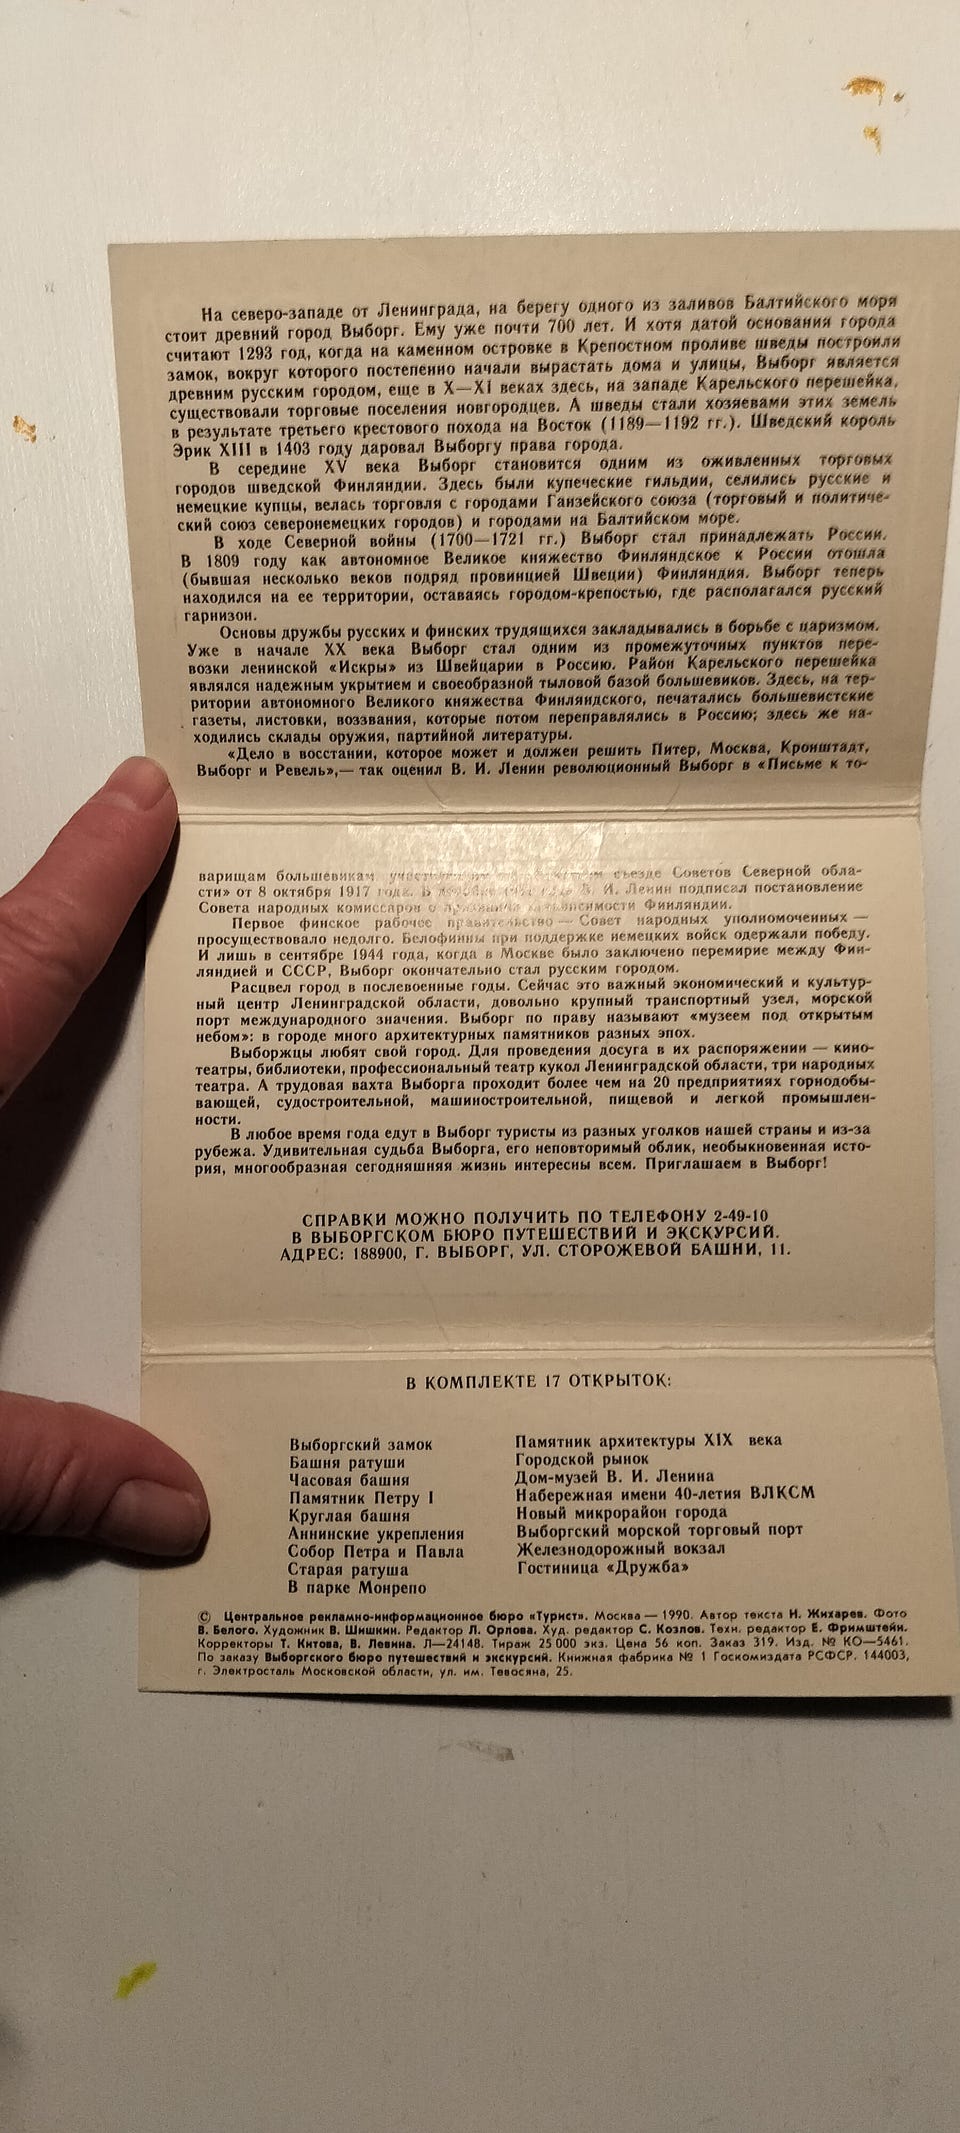 На северо-западе от Ленинграда, на берегу одного из заливов Балтийского моря
стоит древний город Выборг. Ему уже почти 700 лет. И хотя датой основания города
считают 1293 год, когда на каменном островке в Крепостном проливе шведы построили
замок, вокруг которого постепенно начали вырастать дома и улицы, Выборг является
древним русским городом, еще в X—XI веках здесь, на западе Карельского перешейка,
существовали торговые поселения новгородцев. А шведы стали хозяевами этих земель
в результате третьего крестового похода на Восток (1189—1192 гг.). Шведский король
Эрик XIII в 1403 году даровал Выборгу права города.
В середине XV века Выборг становится одним из оживленных торговых
городов шведской Финляндии. Здесь были купеческие гильдии, селились русские и
немецкие купцы, велась торговля с городами Ганзейского союза (торговый и политиче-
ский союз северонемецких городов) и городами на Балтийском море.
В ходе Северной войны (1700—1721 гг.) Выборг стал принадлежать России.
В 1809 году как автономное Великое княжество Финляндское к России отошла
(бывшая несколько веков подряд провинцией Швеции) Финляндия. Выборг теперь
находился на ее территории, оставаясь городом-крепостью, где располагался русский
гарнизон.
Основы дружбы русских и финских трудящихся закладывались в борьбе с царизмом.
Уже в начале XX века Выборг стал одним из промежуточных пунктов пере-
возки ленинской «Искры» из Швейцарии в Россию. Район Карельского перешейка
являлся надежным укрытием и своеобразной тыловой базой большевиков. Здесь, на тер-
ритории автономного Великого княжества Финляндского, печатались большевистские
газеты, листовки, воззвания, которые потом переправлялись в Россию; здесь же на-
ходились склады оружия, партийной литературы.
«Дело в восстании, которое может и должен решить Питер, Москва, Кронштадт,
Выборг и Ревель»,— так оценил В. И. Ленин революционный Выборг в «Письме к то-
варищам большевикам съезде Советов Северной обла-
сти» от 8 октября 1917 года. В В. И. Ленин подписал постановление
Совета народных комиссаров о независимости Финляндии.
Первое финское рабочее правительство — Совет народных уполномоченных —
просуществовало недолго. Белофинны при поддержке немецких войск одержали победу.
И лишь в сентябре 1944 года, когда в Москве было заключено перемирие между Фин-
ляндией и СССР, Выборг окончательно стал русским городом.
Расцвел город в послевоенные годы. Сейчас это важный экономический и культур-
ный центр Ленинградской области, довольно крупный транспортный узел, морской
порт международного значения. Выборг по праву называют «музеем под открытым
небом»: в городе много архитектурных памятников разных эпох.
Выборжцы любят свой город. Для проведения досуга в их распоряжении — кино-
театры, библиотеки, профессиональный театр кукол Ленинградской области, три народных
театра. А трудовая вахта Выборга проходит более чем на 20 предприятиях горнодобы-
вающей, судостроительной, машиностроительной, пищевой и легкой промышлен-
ности.
В любое время года едут в Выборг туристы из разных уголков нашей страны и из-за
рубежа. Удивительная судьба Выборга, его неповторимый облик, необыкновенная исто-
рия, многообразная сегодняшняя жизнь интересны всем. Приглашаем в Выборг!
СПРАВКИ МОЖНО ПОЛУЧИТЬ ПО ТЕЛЕФОНУ 2-49-10
В ВЫБОРГСКОМ БЮРО ПУТЕШЕСТВИЙ И ЭКСКУРСИЙ.
АДРЕС: 188900, Г. ВЫБОРГ, УЛ. СТОРОЖЕВОЙ БАШНИ, 11.
В КОМПЛЕКТЕ 17 ОТКРЫТОК:
Выборгский замок
Башня ратуши
Часовая башня
Памятник Петру I
Круглая башня
Аннинские укрепления
Собор Петра и Павла
Старая ратуша
В парке Монрепо
Памятник архитектуры XIX века
Городской рынок
Дом-музей В. И. Ленина
Набережная имени 40-летия ВЛКСМ
Новый микрорайон города
Выборгский морской торговый порт
Железнодорожный вокзал
Гостиница «Дружба»
© Центральное рекламно-информационное бюро «Турист». Москва — 1990. Автор текста Н. Жихарев. Фото
В. Белого. Художник В. Шишкин. Редактор Л. Орлова. Худ. редактор С. Козлов. Техн. редактор Е. Фримштейн.
Корректоры Т. Китова, В. Левина. Л—24148. Тираж 25 000 экз. Цена 56 коп. Заказ 319. Изд. № КО—5461.
По заказу Выборгского бюро путешествий и экскурсий. Книжная фабрика № 1 Госкомиздата РСФСР. 144003,
г. Электросталь Московской области, ул. им. Тевосяна, 25.